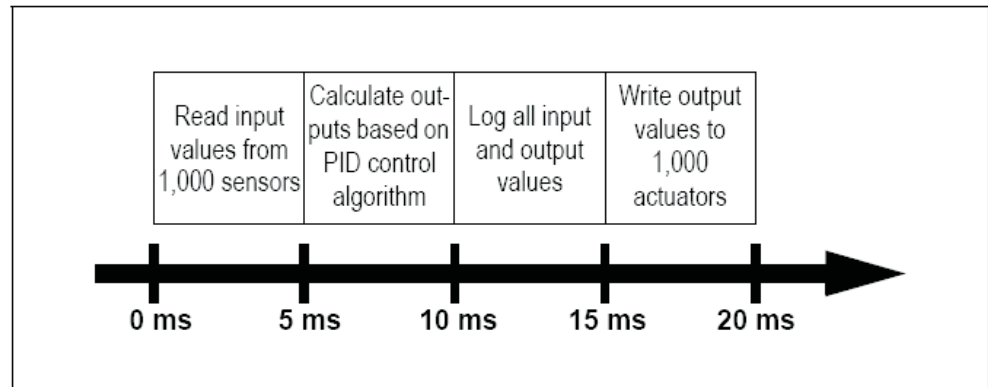 Read input
values from
1,000 sensors
Calculate out-
puts based on
PID control
algorithm
Log all input
and output
values
Write output
values to
1,000
actuators
0 ms
5 ms
10 ms
15 ms
20 ms